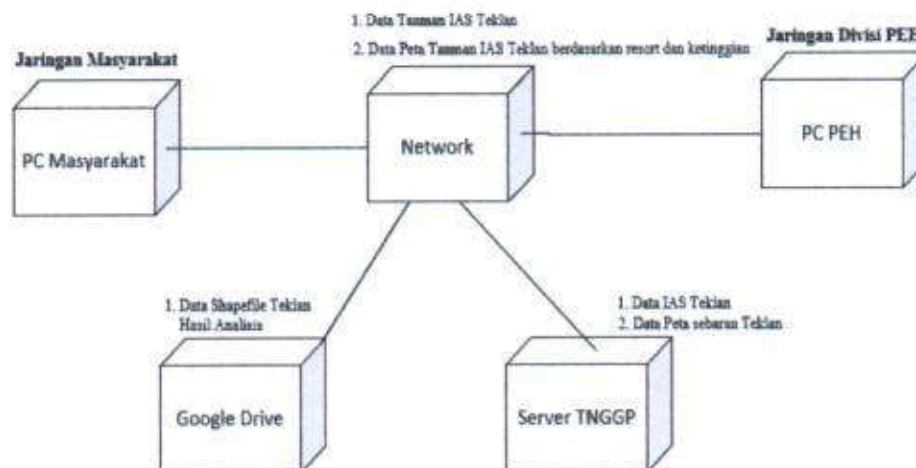 1. Data Tanman IAS Teklan
2. Data Peta Tanman IAS Teklan berdasarkan resort dan ketinggian
Jaringan Masyarakat
Jaringan Divisi PEH
PC Masyarakat
Network
PC PEH
1. Data Shapefile Teklan
Hasil Analisis
1. Data IAS Teklan
2. Data Peta sebaran Teklan
Google Drive
Server TNGGP